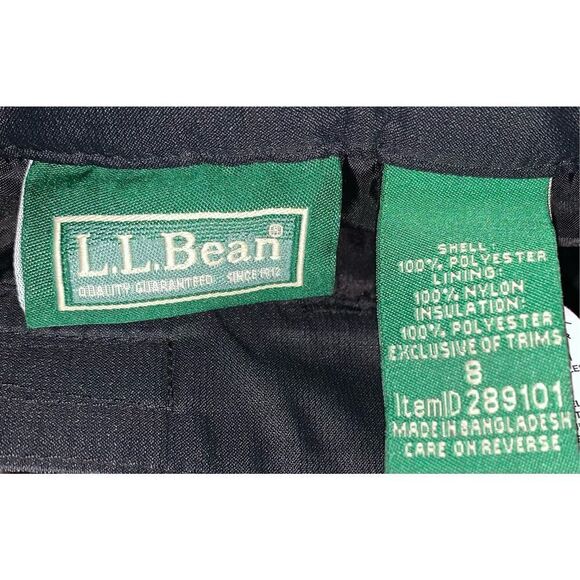 L.L.Bean®
QUALITY GUARANTEED SINCE 1912
SHELL:
100% POLYESTER
LINING:
100% NYLON
INSULATION:
100% POLYESTER
EXCLUSIVE OF TRIMS
8
ItemID 289101
MADE IN BANGLADESH
CARE ON REVERSE